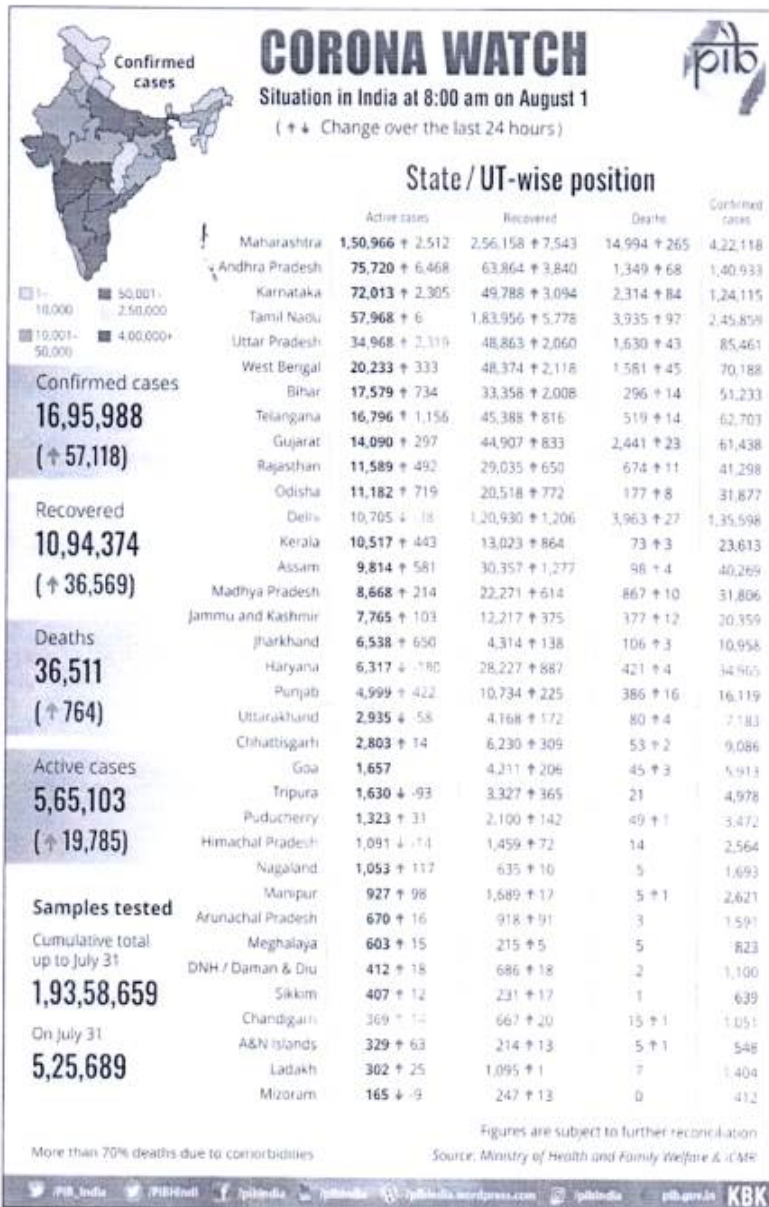 CORONA WATCH
pib
Situation in India at 8:00 am on August 1
(↑↓ Change over the last 24 hours)
Confirmed
cases
1-
10,000
50,001-
2,50,000
10,001-
50,000
4,00,000+
Confirmed cases
16,95,988
(↑57,118)
Recovered
10,94,374
(↑36,569)
Deaths
36,511
(↑764)
Active cases
5,65,103
(↑19,785)
Samples tested
Cumulative total
up to July 31
1,93,58,659
On July 31
5,25,689
State / UT-wise position
Active cases Recovered Deaths Confirmed cases
Maharashtra 1,50,966 ↑ 2,512 2,56,158 ↑7,543 14,994 ↑265 4,22,118
Andhra Pradesh 75,720 ↑ 6,468 63,864 ↑3,840 1,349 ↑68 1,40,933
Karnataka 72,013 ↑ 2,305 49,788 ↑3,094 2,314 ↑84 1,24,115
Tamil Nadu 57,968 ↑ 6 1,83,956 ↑5,778 3,935 ↑97 2,45,859
Uttar Pradesh 34,968 ↑ 2,319 48,863 ↑2,060 1,630 ↑43 85,461
West Bengal 20,233 ↑ 333 48,374 ↑2,118 1,581 ↑45 70,188
Bihar 17,579 ↑ 734 33,358 ↑2,008 296 ↑14 51,233
Telangana 16,796 ↑ 1,156 45,388 ↑816 519 ↑14 62,703
Gujarat 14,090 ↑ 297 44,907 ↑833 2,441 ↑23 61,438
Rajasthan 11,589 ↑ 492 29,035 ↑650 674 ↑11 41,298
Odisha 11,182 ↑ 719 20,518 ↑772 177 ↑8 31,877
Delhi 10,705 ↓ -18 1,20,930 ↑1,206 3,963 ↑27 1,35,598
Kerala 10,517 ↑ 443 13,023 ↑864 73 ↑3 23,613
Assam 9,814 ↑ 581 30,357 ↑1,277 98 ↑4 40,269
Madhya Pradesh 8,668 ↑ 214 22,271 ↑614 867 ↑10 31,806
Jammu and Kashmir 7,765 ↑ 103 12,217 ↑375 377 ↑12 20,359
Jharkhand 6,538 ↑ 650 4,314 ↑138 106 ↑3 10,958
Haryana 6,317 ↓ -180 28,227 ↑887 421 ↑4 34,965
Punjab 4,999 ↑ 422 10,734 ↑225 386 ↑16 16,119
Uttarakhand 2,935 ↓ -58 4,168 ↑172 80 ↑4 7,183
Chhattisgarh 2,803 ↑ 14 6,230 ↑309 53 ↑2 9,086
Goa 1,657 4,211 ↑206 45 ↑3 5,913
Tripura 1,630 ↓ -93 3,327 ↑365 21 4,978
Puducherry 1,323 ↑ 31 2,100 ↑142 49 ↑1 3,472
Himachal Pradesh 1,091 ↓ -14 1,459 ↑72 14 2,564
Nagaland 1,053 ↑ 117 635 ↑10 5 1,693
Manipur 927 ↑ 98 1,689 ↑17 5 ↑1 2,621
Arunachal Pradesh 670 ↑ 16 918 ↑91 3 1,591
Meghalaya 603 ↑ 15 215 ↑5 5 823
DNH / Daman & Diu 412 ↑ 18 686 ↑18 2 1,100
Sikkim 407 ↑ 12 231 ↑17 1 639
Chandigarh 369 ↑ 14 667 ↑20 15 ↑1 1,051
A&N Islands 329 ↑ 63 214 ↑13 5 ↑1 548
Ladakh 302 ↑ 25 1,095 ↑1 7 1,404
Mizoram 165 ↓ -9 247 ↑13 0 412
Figures are subject to further reconciliation
More than 70% deaths due to comorbidities
Source: Ministry of Health and Family Welfare & ICMR
/PIB_India /PIBHindi /pibindia /pibindia /pibindia.wordpress.com /pibindia pib.gov.in KBK